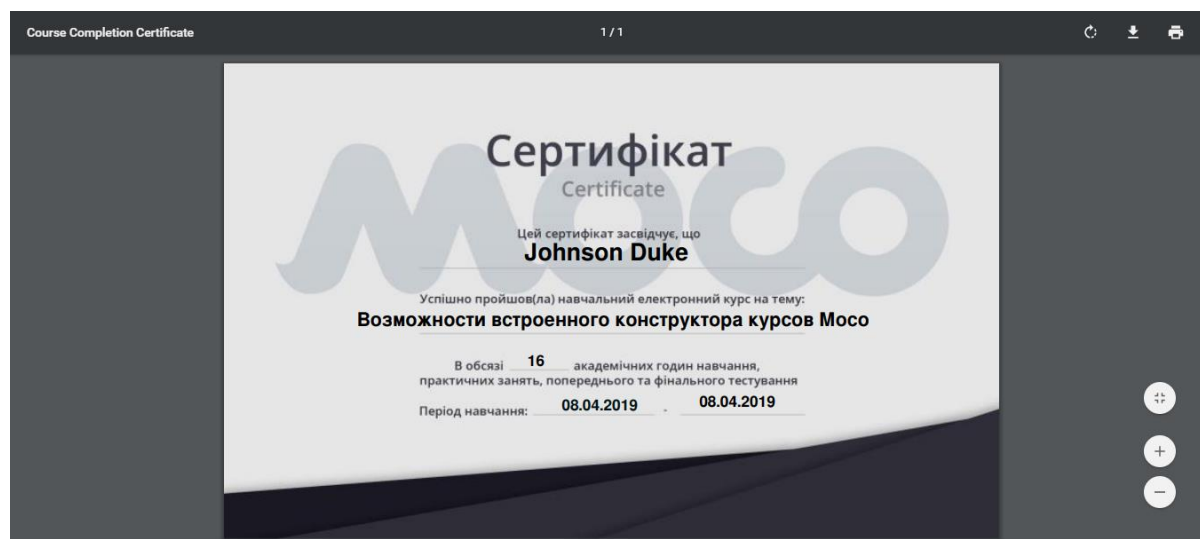 Course Completion Certificate
1 / 1
moco
Сертифікат
Certificate
Цей сертифікат засвідчує, що
Johnson Duke
Успішно пройшов(ла) навчальний електронний курс на тему:
Возможности встроенного конструктора курсов Moco
В обсязі 16 академічних годин навчання,
практичних занять, попереднього та фінального тестування
Період навчання: 08.04.2019 - 08.04.2019